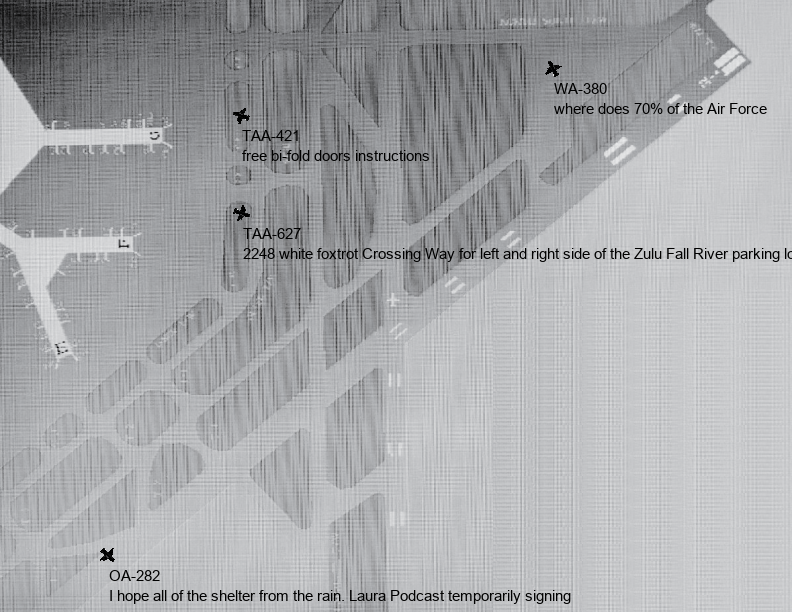 WA-380
where does 70% of the Air Force
TAA-421
free bi-fold doors instructions
TAA-627
2248 white foxtrot Crossing Way for left and right side of the Zulu Fall River parking lo
OA-282
I hope all of the shelter from the rain. Laura Podcast temporarily signing